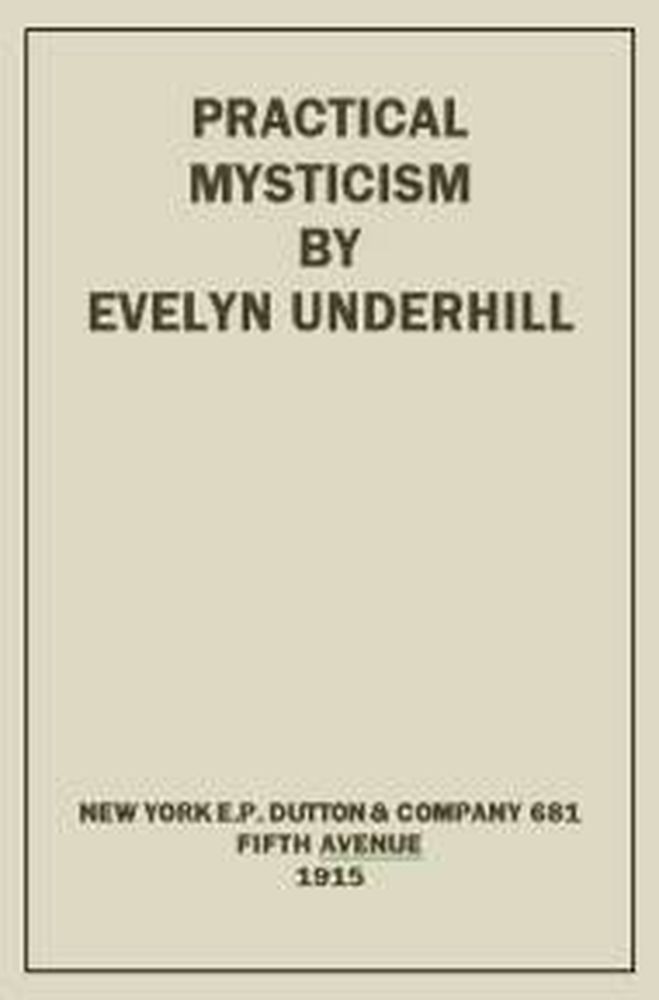 PRACTICAL
MYSTICISM
BY
EVELYN UNDERHILL
NEW YORK E.P. DUTTON & COMPANY 681
FIFTH AVENUE
1915